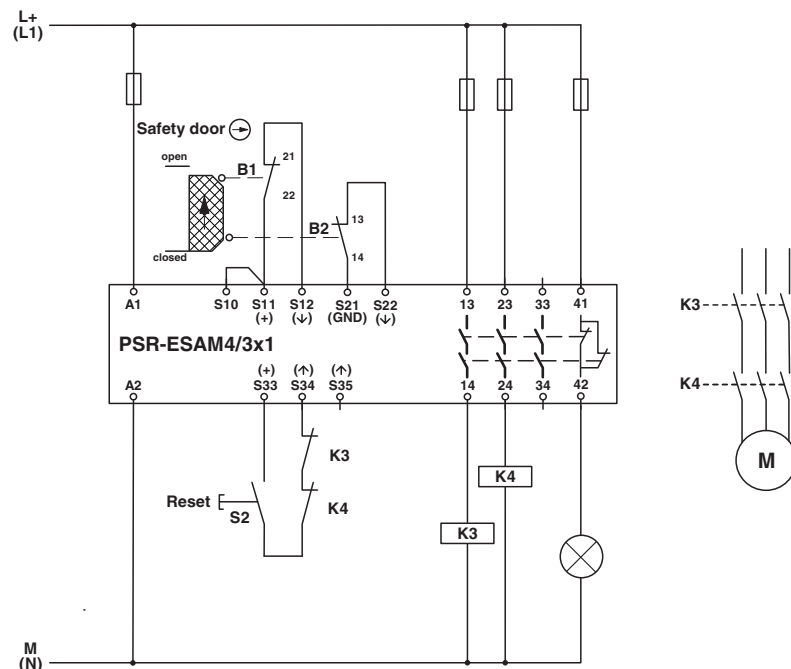 L+
(L1)
Safety door
open
B1
21
22
B2
13
14
closed
A1
S10
S11
(+)
S12
(↓)
S21
(GND)
S22
(↓)
13
23
33
41
PSR-ESAM4/3x1
A2
(+)
S33
(↑)
S34
(↑)
S35
14
24
34
42
K3
K4
Reset
S2
K4
K3
M
(N)
K3
K4
M